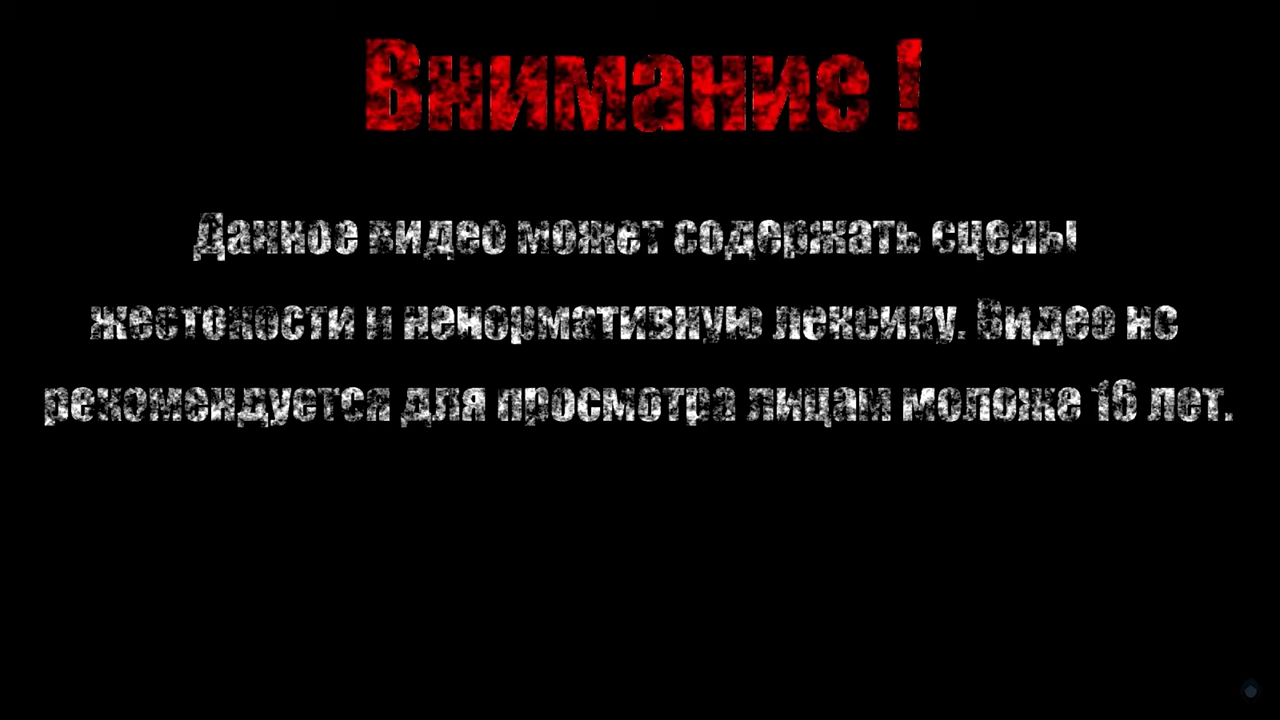 Внимание !
Данное видео может содержать сцены
жестокости и ненормативную лексику. Видео не
рекомендуется для просмотра лицам моложе 16 лет.